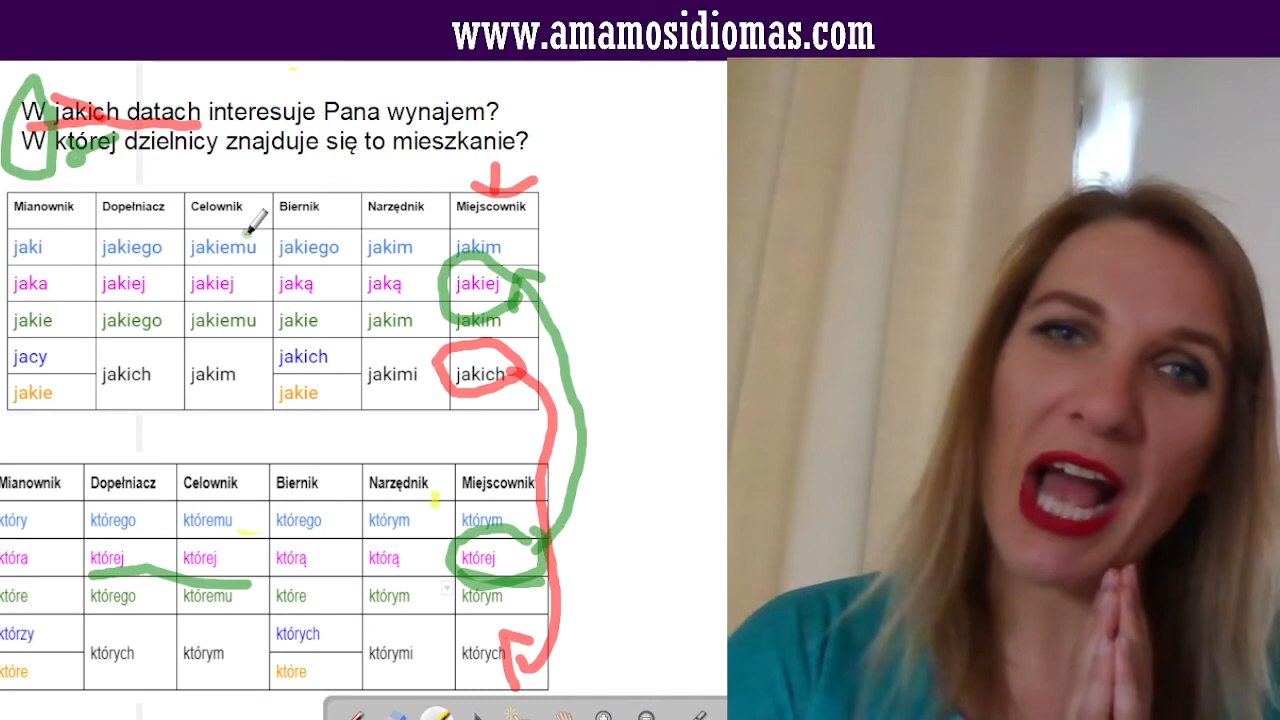 www.amamosidiomas.com
W jakich datach interesuje Pana wynajem?
W której dzielnicy znajduje się to mieszkanie?
Mianownik Dopełniacz Celownik Biernik Narzędnik Miejscownik
jaki jakiego jakiemu jakiego jakim jakim
jaka jakiej jakiej jaką jaką jakiej
jakie jakiego jakiemu jakie jakim jakim
jacy jakich jakim jakich jakimi jakich
jakie jakie
Mianownik Dopełniacz Celownik Biernik Narzędnik Miejscownik
który którego któremu którego którym którym
która której której którą którą której
które którego któremu które którym którym
którzy których którym których którymi których
które które